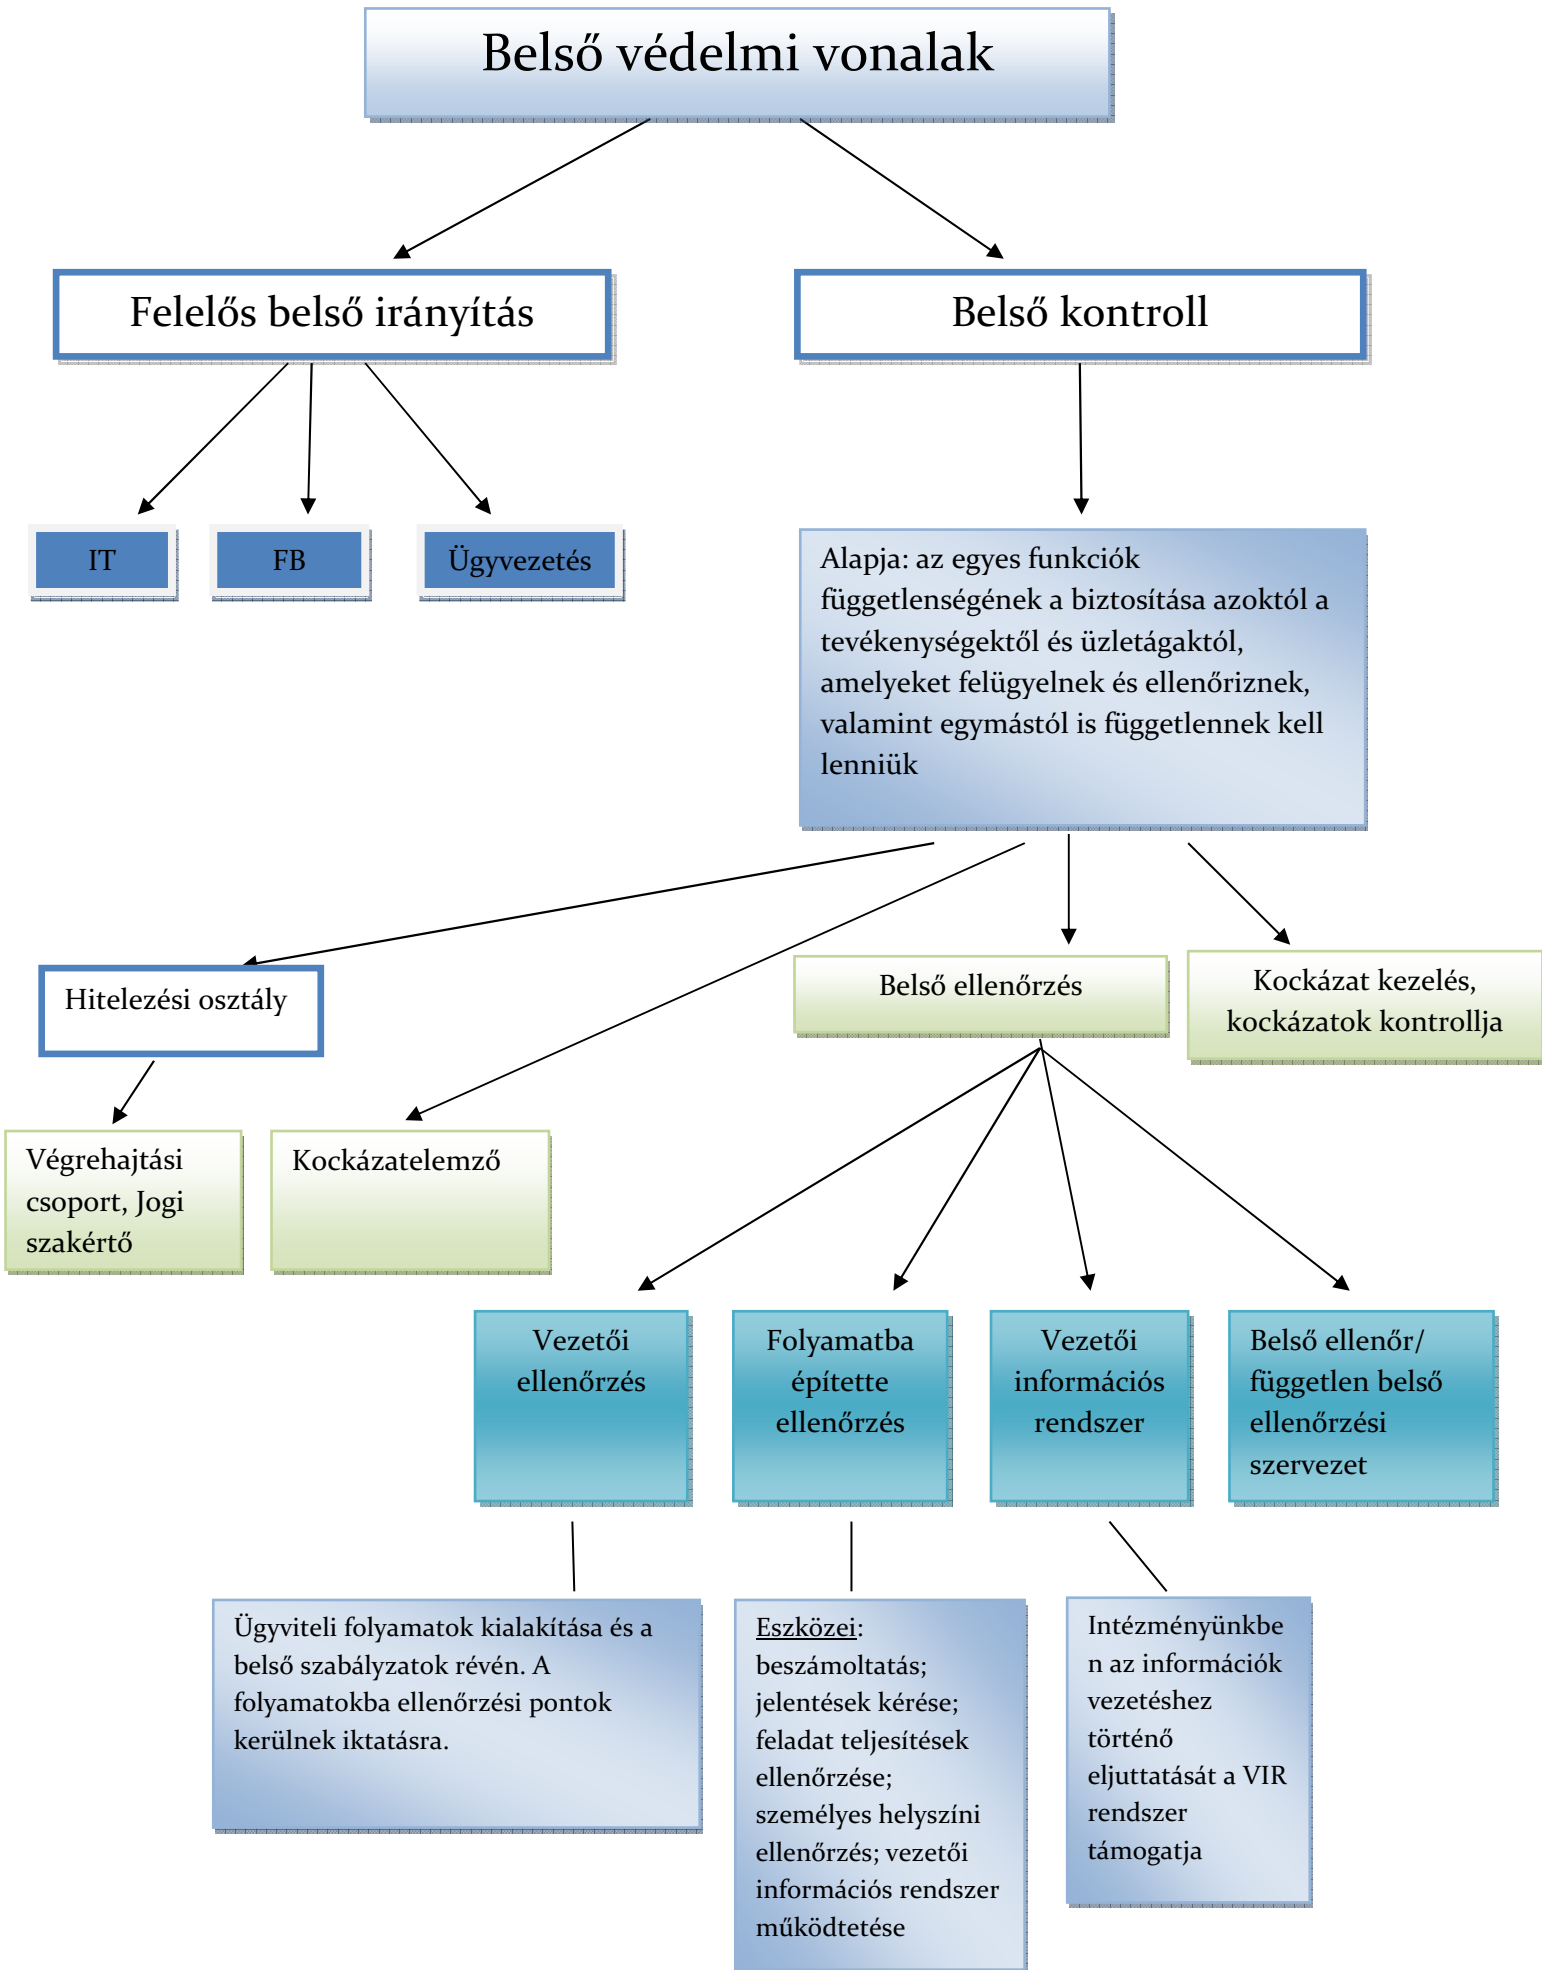 Belső védelmi vonalak
Felelős belső irányítás
Belső kontroll
IT
FB
Ügyvezetés
Alapja: az egyes funkciók
függetlenségének a biztosítása azoktól a
tevékenységektől és üzletágaktól,
amelyeket felügyelnek és ellenőriznek,
valamint egymástól is függetlennek kell
lenniük
Hitelezési osztály
Belső ellenőrzés
Kockázat kezelés,
kockázatok kontrollja
Végrehajtási
csoport, Jogi
szakértő
Kockázatelemző
Vezetői
ellenőrzés
Folyamatba
építette
ellenőrzés
Vezetői
információs
rendszer
Belső ellenőr/
független belső
ellenőrzési
szervezet
Ügyviteli folyamatok kialakítása és a
belső szabályzatok révén. A
folyamatokba ellenőrzési pontok
kerülnek iktatásra.
Eszközei:
beszámoltatás;
jelentések kérése;
feladat teljesítések
ellenőrzése;
személyes helyszíni
ellenőrzés; vezetői
információs rendszer
működtetése
Intézményünkbe
n az információk
vezetéshez
történő
eljuttatását a VIR
rendszer
támogatja